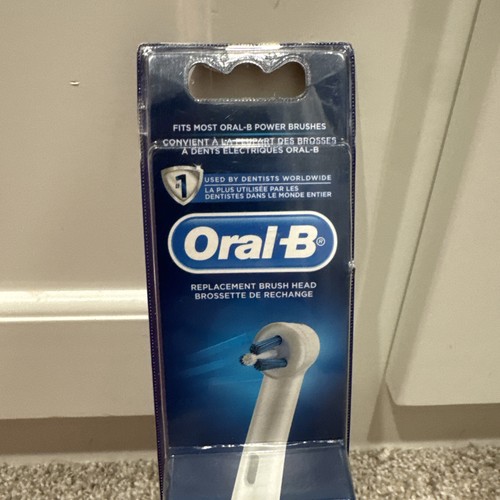 FITS MOST ORAL-B POWER BRUSHES
CONVIENT À LA PLUPART DES BROSSES
À DENTS ÉLECTRIQUES ORAL-B
#1
USED BY DENTISTS WORLDWIDE
LA PLUS UTILISÉE PAR LES
DENTISTES DANS LE MONDE ENTIER
Oral-B®
REPLACEMENT BRUSH HEAD
BROSSETTE DE RECHANGE